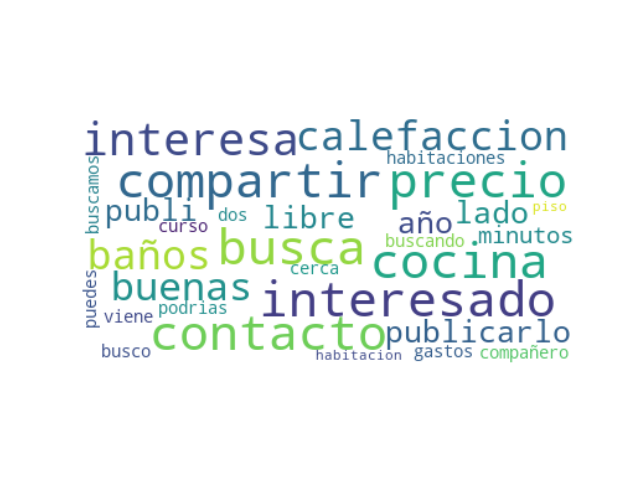 interesa calefaccion
habitaciones
buscamos
compartir precio
publi dos libre año lado piso
curso
minutos
baños busca buscando
cerca
cocina
puedes
buenas interesado
podrias
viene contacto publicarlo
busco habitacion gastos compañero